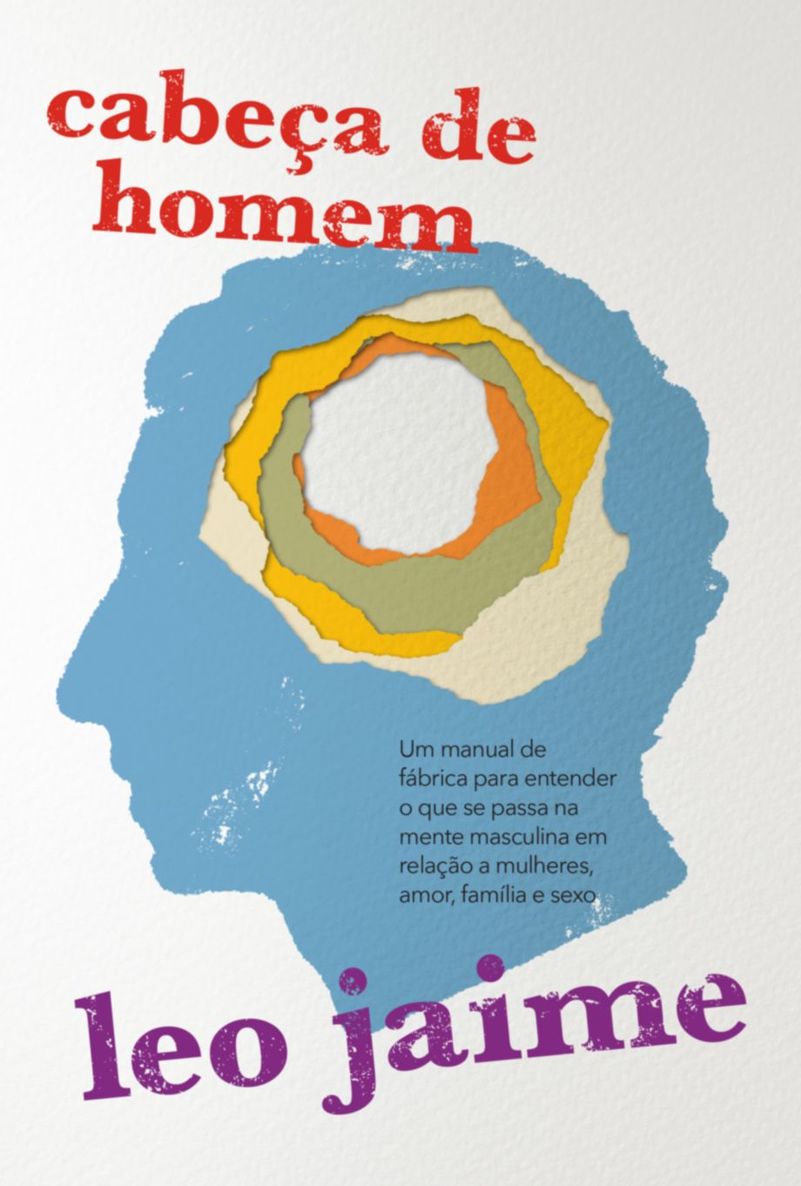 cabeça de
homem
Um manual de
fábrica para entender
o que se passa na
mente masculina em
relação a mulheres,
amor, família e sexo
leo jaime